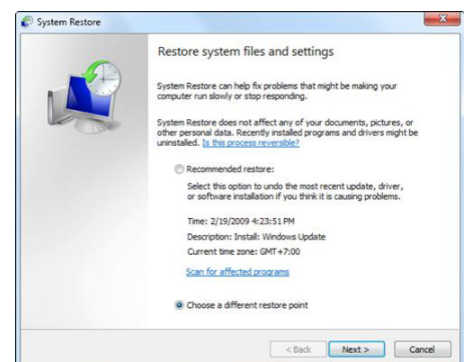 System Restore
Restore system files and settings
System Restore can help fix problems that might be making your
computer run slowly or stop responding.
System Restore does not affect any of your documents, pictures, or
other personal data. Recently installed programs and drivers might be
uninstalled. Is this process reversible?
Recommended restore:
Select this option to undo the most recent update, driver,
or software installation if you think it is causing problems.
Time: 2/19/2009 4:23:51 PM
Description: Install: Windows Update
Current time zone: GMT+7:00
Scan for affected programs
Choose a different restore point
< Back Next > Cancel